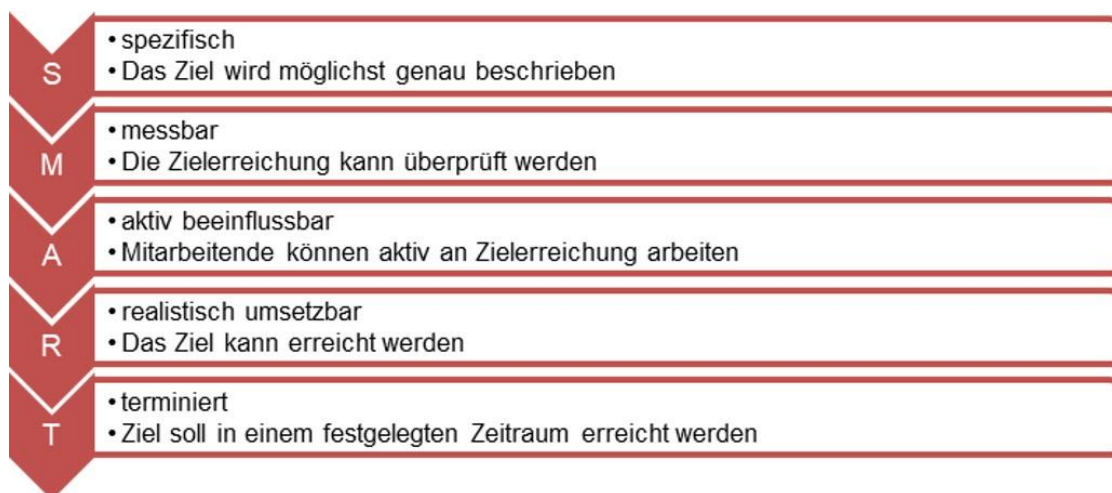 S
• spezifisch
• Das Ziel wird möglichst genau beschrieben
M
• messbar
• Die Zielerreichung kann überprüft werden
A
• aktiv beeinflussbar
• Mitarbeitende können aktiv an Zielerreichung arbeiten
R
• realistisch umsetzbar
• Das Ziel kann erreicht werden
T
• terminiert
• Ziel soll in einem festgelegten Zeitraum erreicht werden